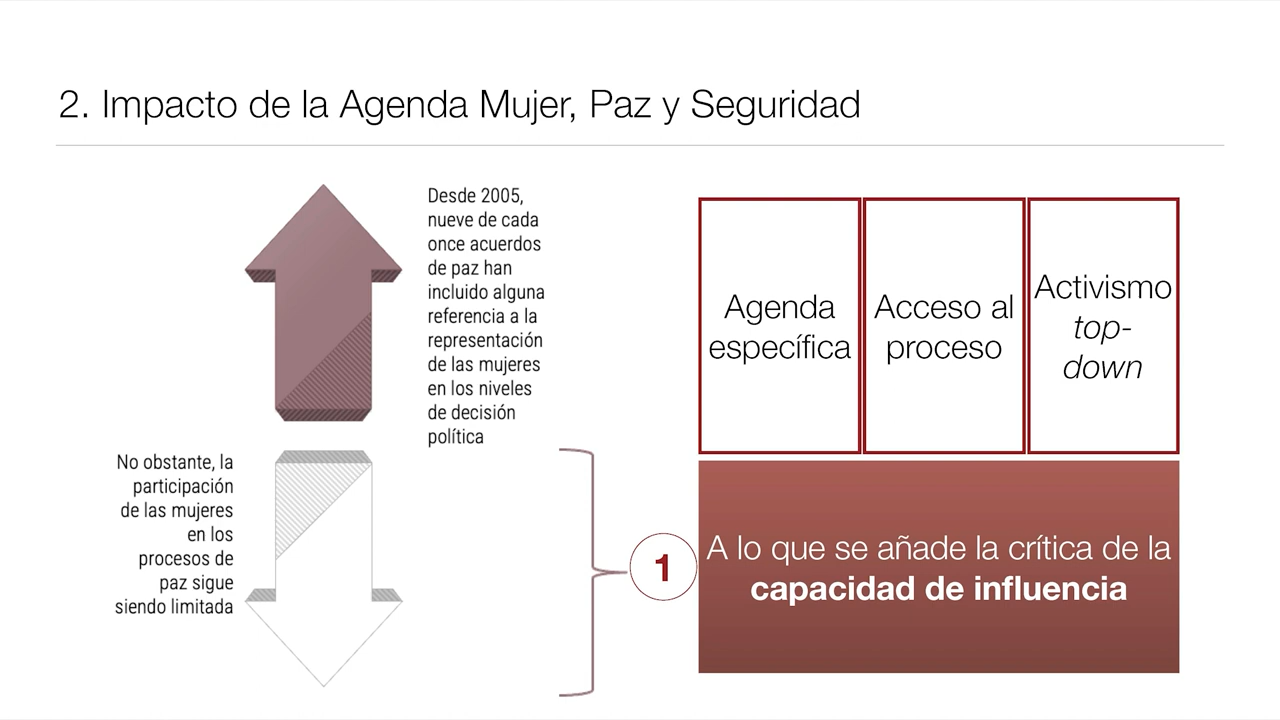 2. Impacto de la Agenda Mujer, Paz y Seguridad
Desde 2005,
nueve de cada
once acuerdos
de paz han
incluido alguna
referencia a la
representación
de las mujeres
en los niveles
de decisión
política
No obstante, la
participación
de las mujeres
en los
procesos de
paz sigue
siendo limitada
1
Agenda
específica
Acceso al
proceso
Activismo
top-
down
A lo que se añade la crítica de la
capacidad de influencia